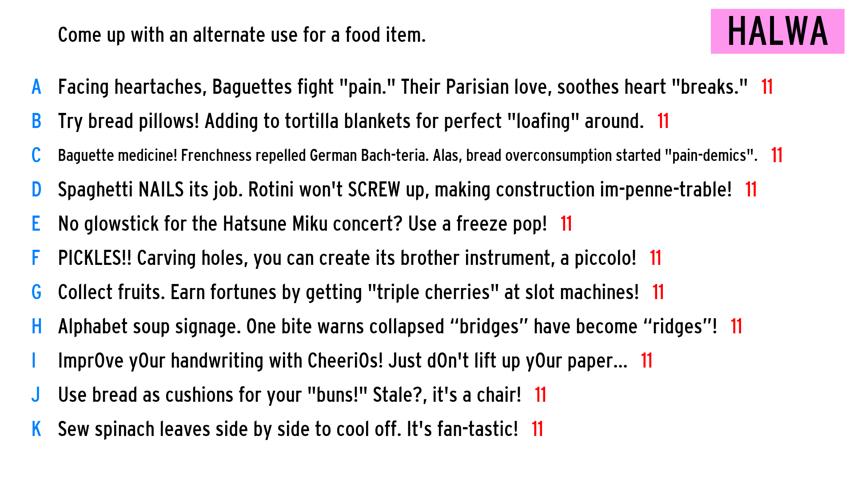 Come up with an alternate use for a food item.
HALWA
A Facing heartaches, Baguettes fight "pain." Their Parisian love, soothes heart "breaks." 11
B Try bread pillows! Adding to tortilla blankets for perfect "loafing" around. 11
C Baguette medicine! Frenchness repelled German Bach-teria. Alas, bread overconsumption started "pain-demics". 11
D Spaghetti NAILS its job. Rotini won't SCREW up, making construction im-penne-trable! 11
E No glowstick for the Hatsune Miku concert? Use a freeze pop! 11
F PICKLES!! Carving holes, you can create its brother instrument, a piccolo! 11
G Collect fruits. Earn fortunes by getting "triple cherries" at slot machines! 11
H Alphabet soup signage. One bite warns collapsed “bridges” have become “ridges”! 11
I Impr0ve y0ur handwriting with Cheeri0s! Just d0n't lift up y0ur paper... 11
J Use bread as cushions for your "buns!" Stale?, it's a chair! 11
K Sew spinach leaves side by side to cool off. It's fan-tastic! 11